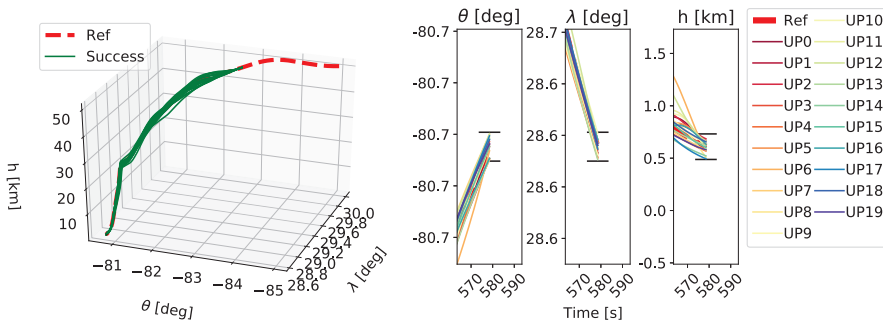 Ref
Success
h [km]
50
40
30
20
10
−81
−82
−83
−84
−85
θ [deg]
30.0
29.8
29.6
29.4
29.2
29.0
28.8
28.6
λ [deg]
θ [deg]
-80.7
-80.7
-80.7
-80.7
-80.7
570
580
590
λ [deg]
28.7
28.6
28.6
28.6
28.6
570
580
590
Time [s]
h [km]
1.5
1.0
0.5
0.0
-0.5
570
580
590
Ref
UP0
UP1
UP2
UP3
UP4
UP5
UP6
UP7
UP8
UP9
UP10
UP11
UP12
UP13
UP14
UP15
UP16
UP17
UP18
UP19